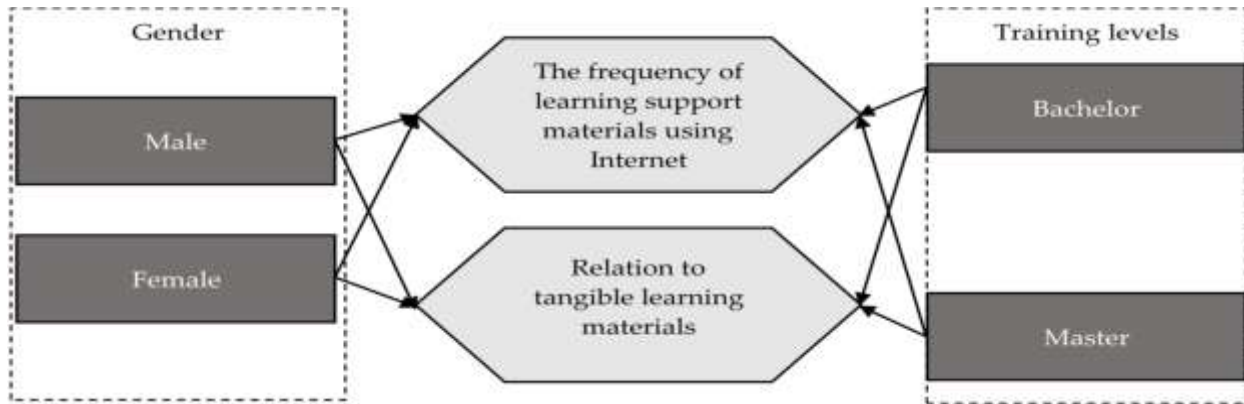 Gender
Male
Female
The frequency of
learning support
materials using
Internet
Relation to
tangible learning
materials
Training levels
Bachelor
Master